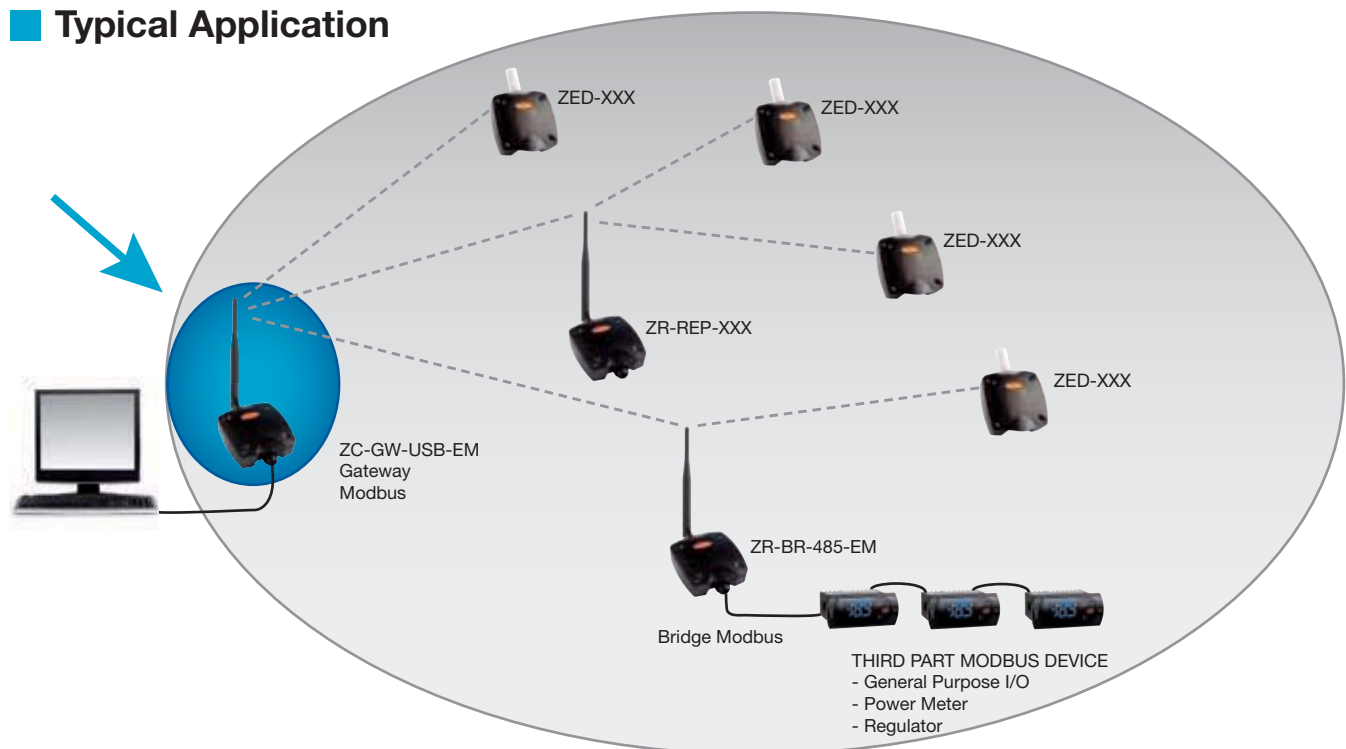 Typical Application
ZED-XXX
ZED-XXX
ZED-XXX
ZR-REP-XXX
ZED-XXX
ZC-GW-USB-EM
Gateway
Modbus
ZR-BR-485-EM
Bridge Modbus
THIRD PART MODBUS DEVICE
- General Purpose I/O
- Power Meter
- Regulator